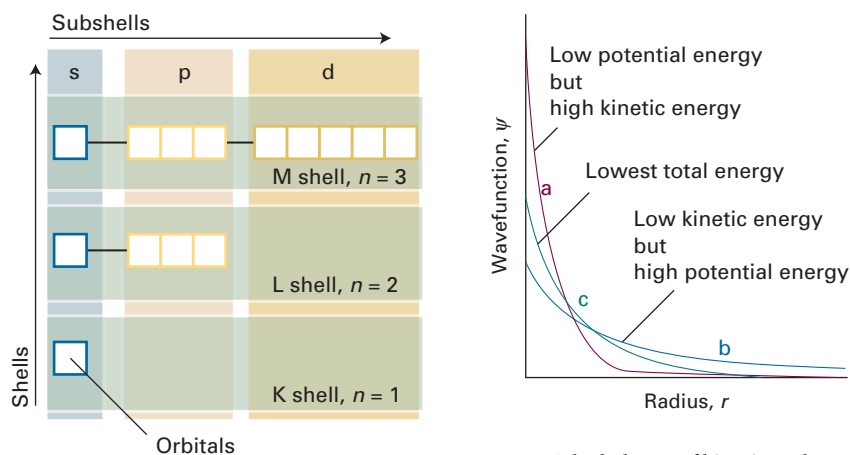 Subshells
s
p
d
M shell, n = 3
L shell, n = 2
K shell, n = 1
Shells
Orbitals
Wavefunction, ψ
Low potential energy
but
high kinetic energy
a
Lowest total energy
Low kinetic energy
but
high potential energy
c
b
Radius, r